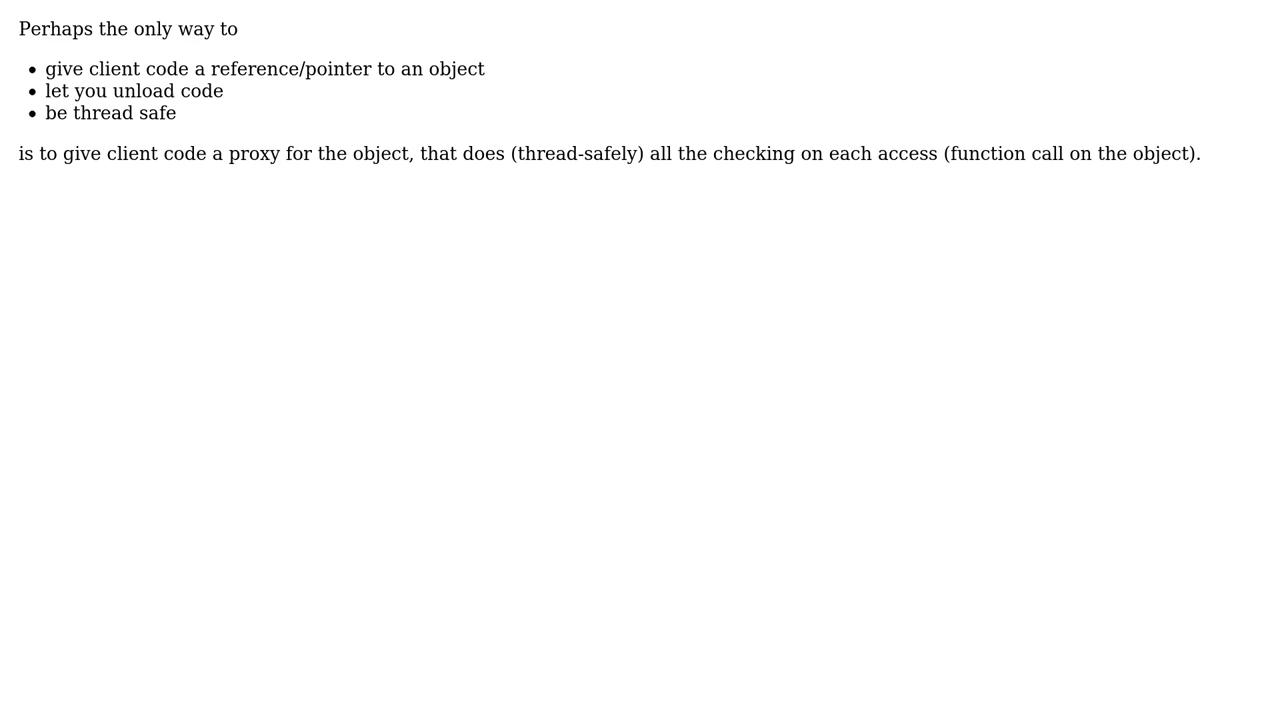 Perhaps the only way to
• give client code a reference/pointer to an object
• let you unload code
• be thread safe
is to give client code a proxy for the object, that does (thread-safely) all the checking on each access (function call on the object).